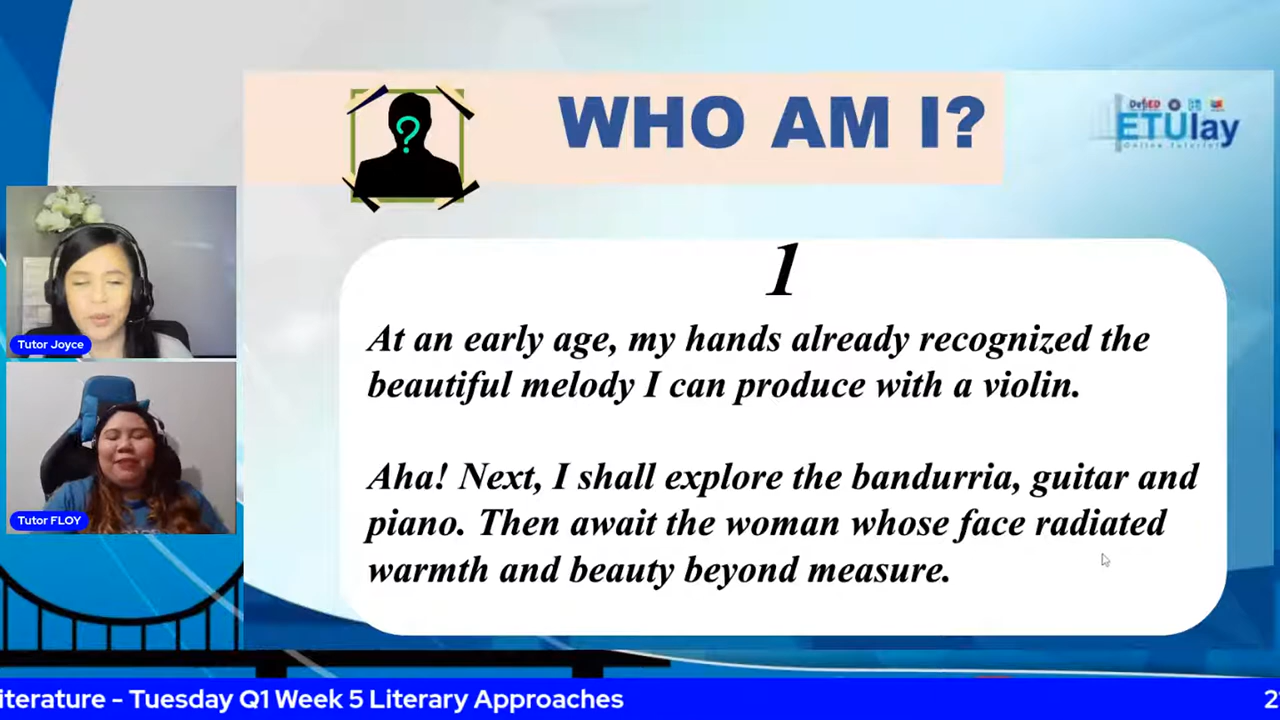 WHO AM I?
?
DepED
ETUlay
Online Tutorial
1
At an early age, my hands already recognized the
beautiful melody I can produce with a violin.
Aha! Next, I shall explore the bandurria, guitar and
piano. Then await the woman whose face radiated
warmth and beauty beyond measure.
Tutor Joyce
Tutor FLOY
iterature - Tuesday Q1 Week 5 Literary Approaches